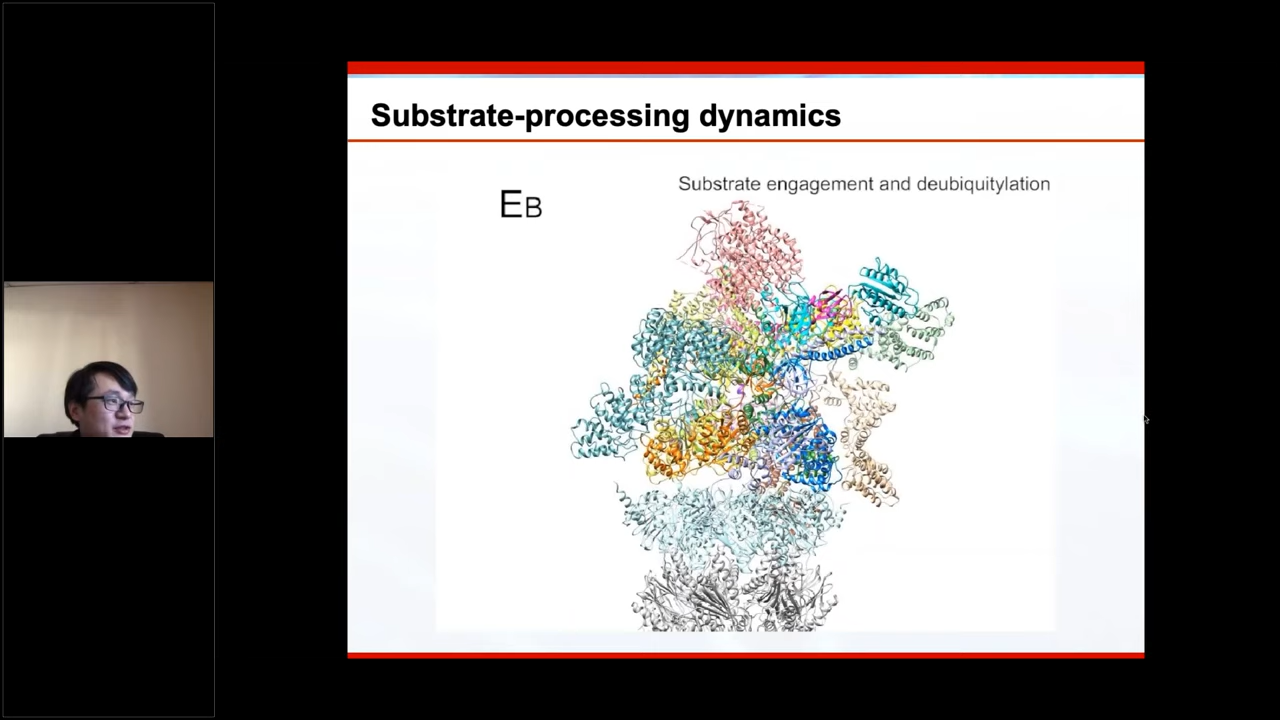 Substrate-processing dynamics
EB
Substrate engagement and deubiquitylation